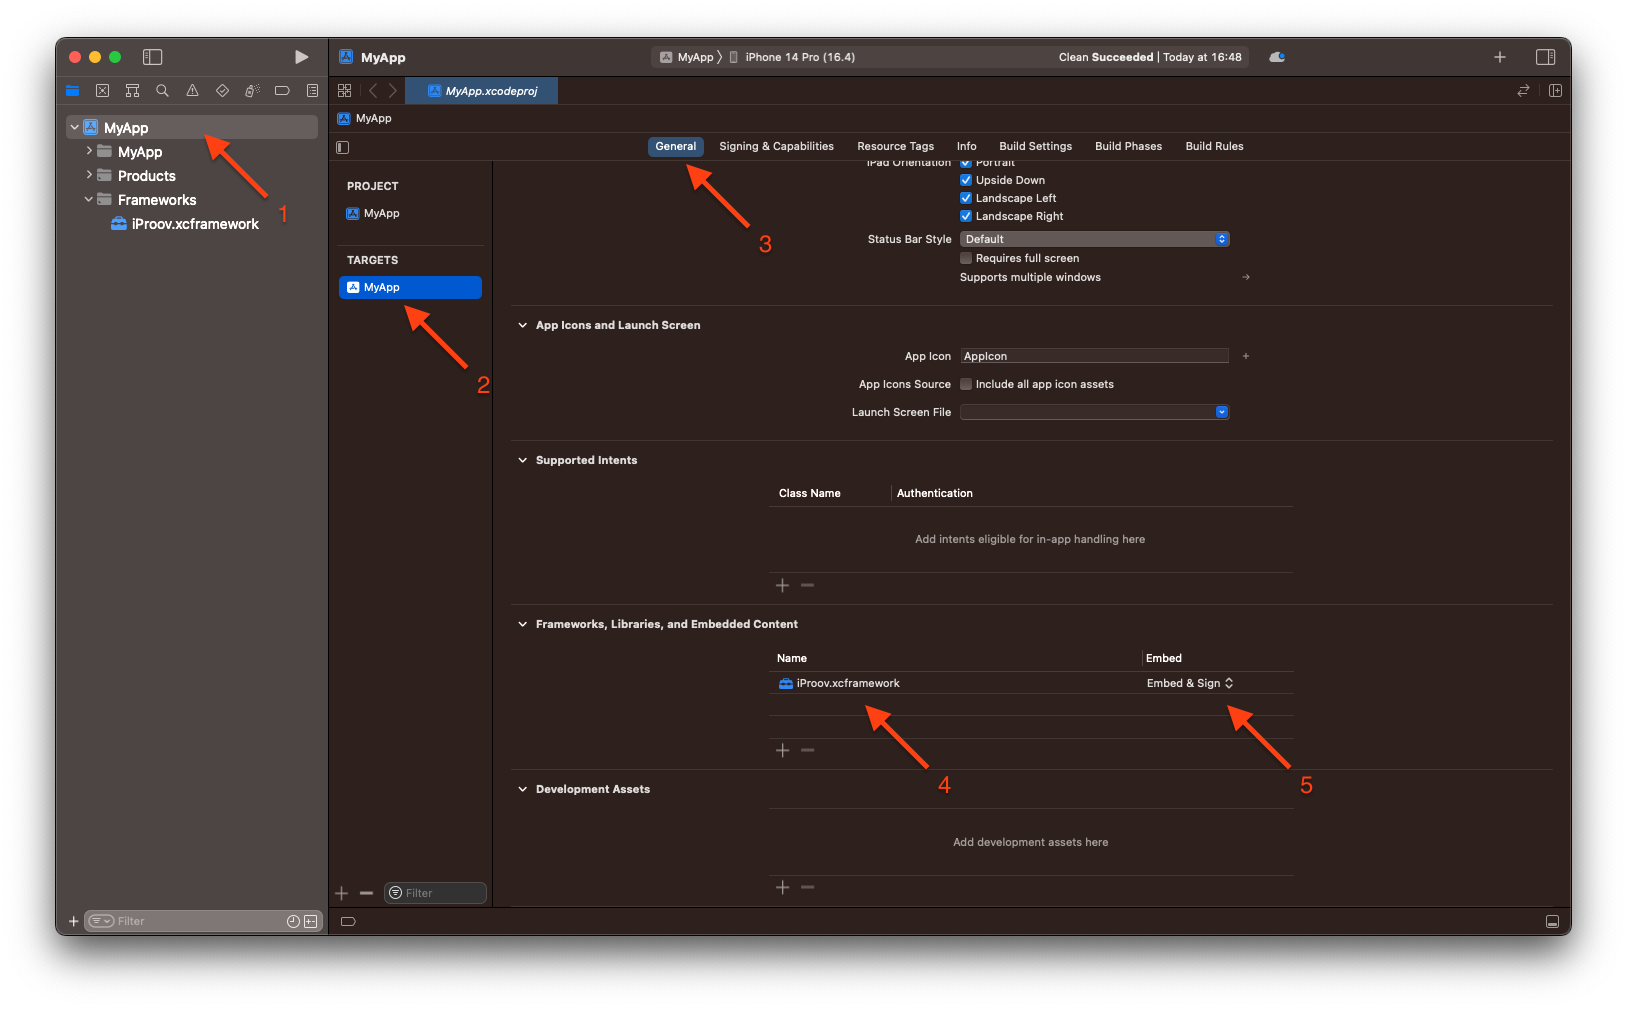 MyApp
MyApp
iPhone 14 Pro (16.4)
Clean Succeeded | Today at 16:48
MyApp.xcodeproj
MyApp
General
Signing & Capabilities
Resource Tags
Info
Build Settings
Build Phases
Build Rules
MyApp
MyApp
Products
Frameworks
iProov.xcframework
1
PROJECT
MyApp
TARGETS
MyApp
2
3
iPad Orientation
Portrait
Upside Down
Landscape Left
Landscape Right
Status Bar Style
Default
Requires full screen
Supports multiple windows
App Icons and Launch Screen
App Icon
AppIcon
App Icons Source
Include all app icon assets
Launch Screen File
Supported Intents
Class Name
Authentication
Add intents eligible for in-app handling here
Frameworks, Libraries, and Embedded Content
Name
Embed
iProov.xcframework
Embed & Sign
4
5
Development Assets
Add development assets here
Filter
Filter